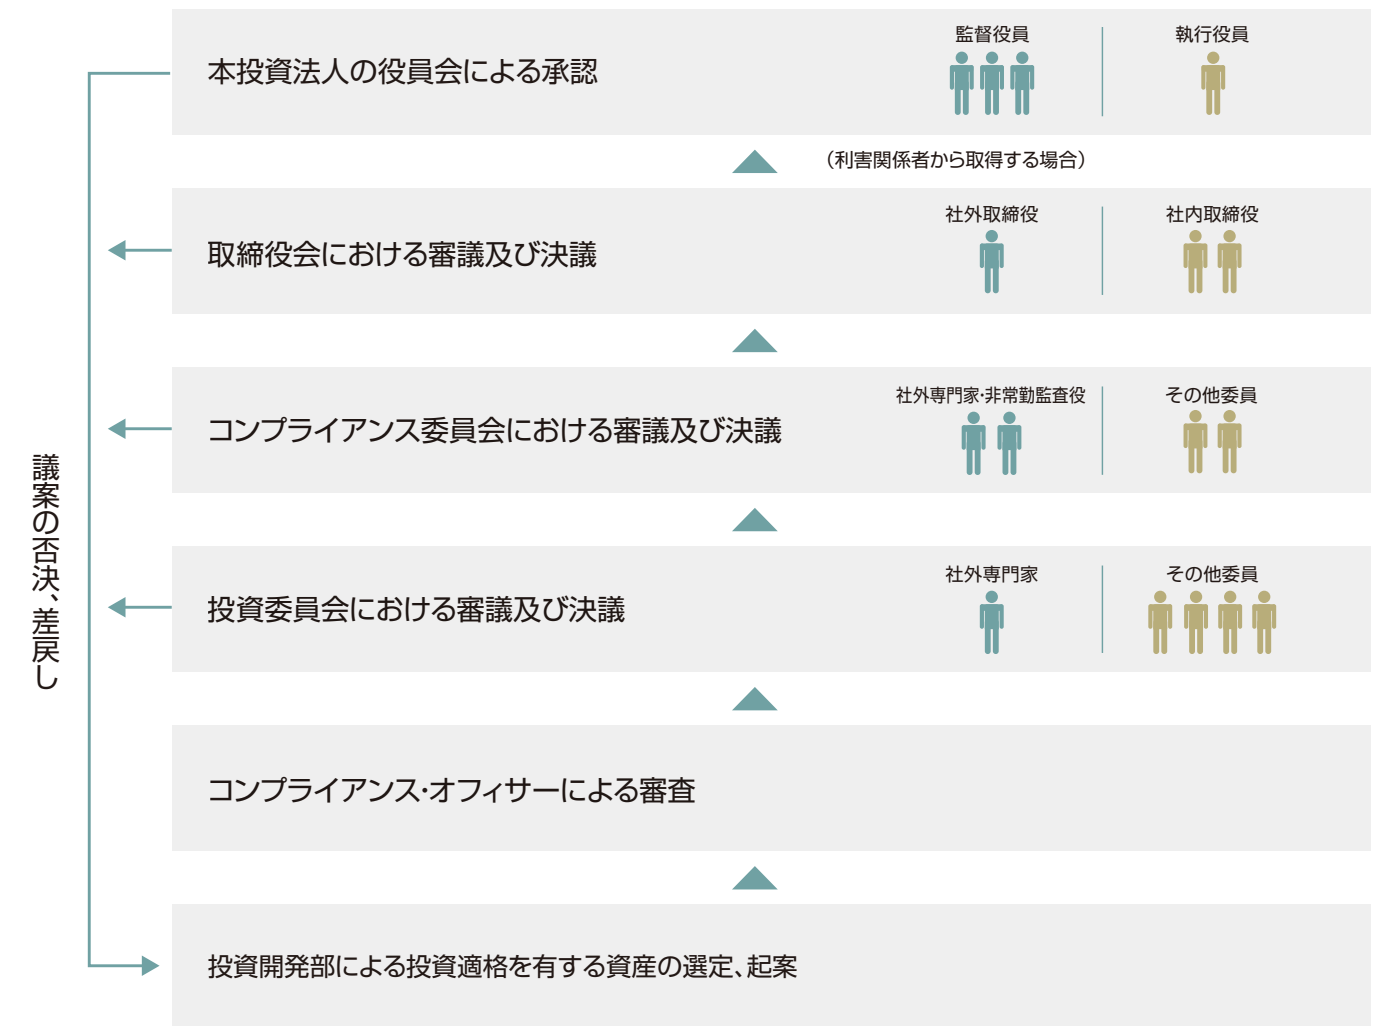 監督役員
執行役員
本投資法人の役員会による承認
（利害関係者から取得する場合）
社外取締役
社内取締役
取締役会における審議及び決議
社外専門家・非常勤監査役
その他委員
コンプライアンス委員会における審議及び決議
議案の否決、差戻し
社外専門家
その他委員
投資委員会における審議及び決議
コンプライアンス・オフィサーによる審査
投資開発部による投資適格を有する資産の選定、起案